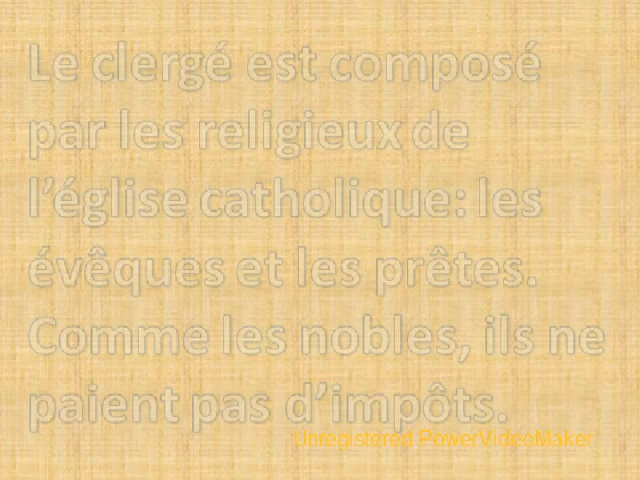 Le clergé est composé
par les religieux de
l’église catholique: les
évêques et les prêtes.
Comme les nobles, ils ne
paient pas d’impôts.
Unregistered PowerVideoMaker